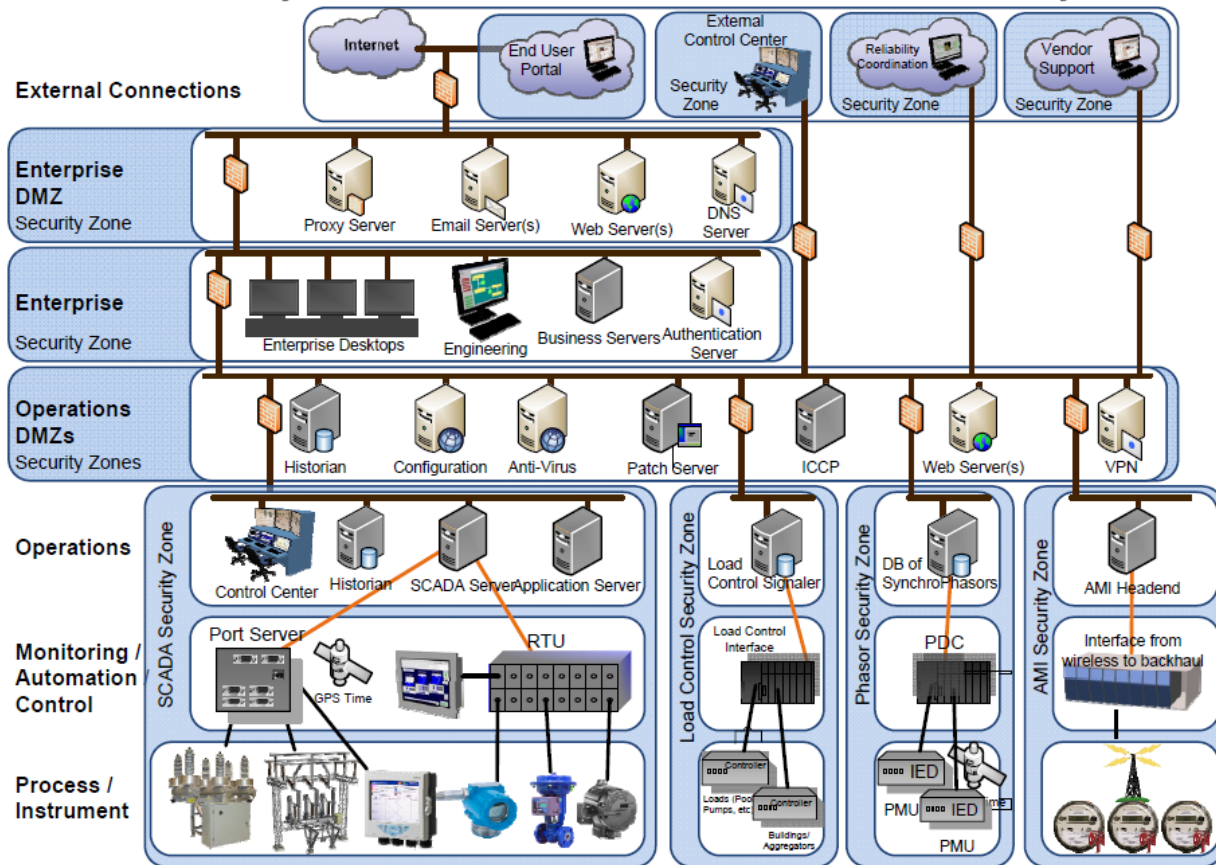 Internet
End User
Portal
External
Control Center
Security
Zone
Reliability
Coordination
Security Zone
Vendor
Support
Security Zone
External Connections
Enterprise
DMZ
Security Zone
Proxy Server
Email Server(s)
Web Server(s)
DNS
Server
Enterprise
Security Zone
Enterprise Desktops
Engineering
Business Servers
Authentication
Server
Operations
DMZs
Security Zones
Historian
Configuration
Anti-Virus
Patch Server
ICCP
Web Server(s)
VPN
Operations
SCADA Security Zone
Control Center
Historian
SCADA Server
Application Server
Load Control Security Zone
Load
Control Signaler
Phasor Security Zone
DB of
SynchroPhasors
AMI Security Zone
AMI Headend
Monitoring /
Automation /
Control
Port Server
GPS Time
RTU
Load Control
Interface
PDC
Interface from
wireless to backhaul
Process /
Instrument
Controller
Loads (Pool
Pumps, etc
Controller
Buildings/
Aggregators
IED
PMU
IED
PMU